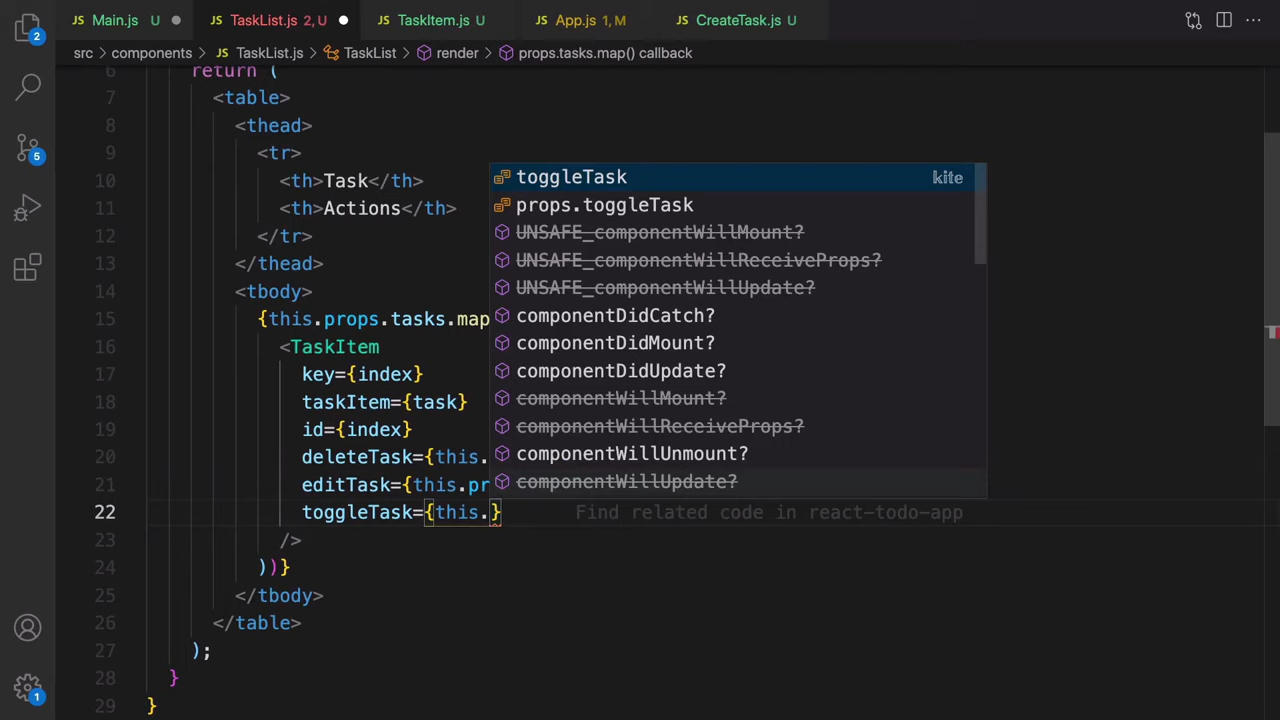 Main.js U
TaskList.js 2, U
TaskItem.js U
App.js 1, M
CreateTask.js U
src components TaskList.js TaskList render props.tasks.map() callback
2
5
1
6 return (
7 <table>
8 <thead>
9 <tr>
10 <th>Task</th>
11 <th>Actions</th>
12 </tr>
13 </thead>
14 <tbody>
15 {this.props.tasks.map
16 <TaskItem
17 key={index}
18 taskItem={task}
19 id={index}
20 deleteTask={this.
21 editTask={this.pr
22 toggleTask={this.} Find related code in react-todo-app
23 />
24 ))}
25 </tbody>
26 </table>
27 );
28 }
29 }
toggleTask kite
props.toggleTask
UNSAFE_componentWillMount?
UNSAFE_componentWillReceiveProps?
UNSAFE_componentWillUpdate?
componentDidCatch?
componentDidMount?
componentDidUpdate?
componentWillMount?
componentWillReceiveProps?
componentWillUnmount?
componentWillUpdate?